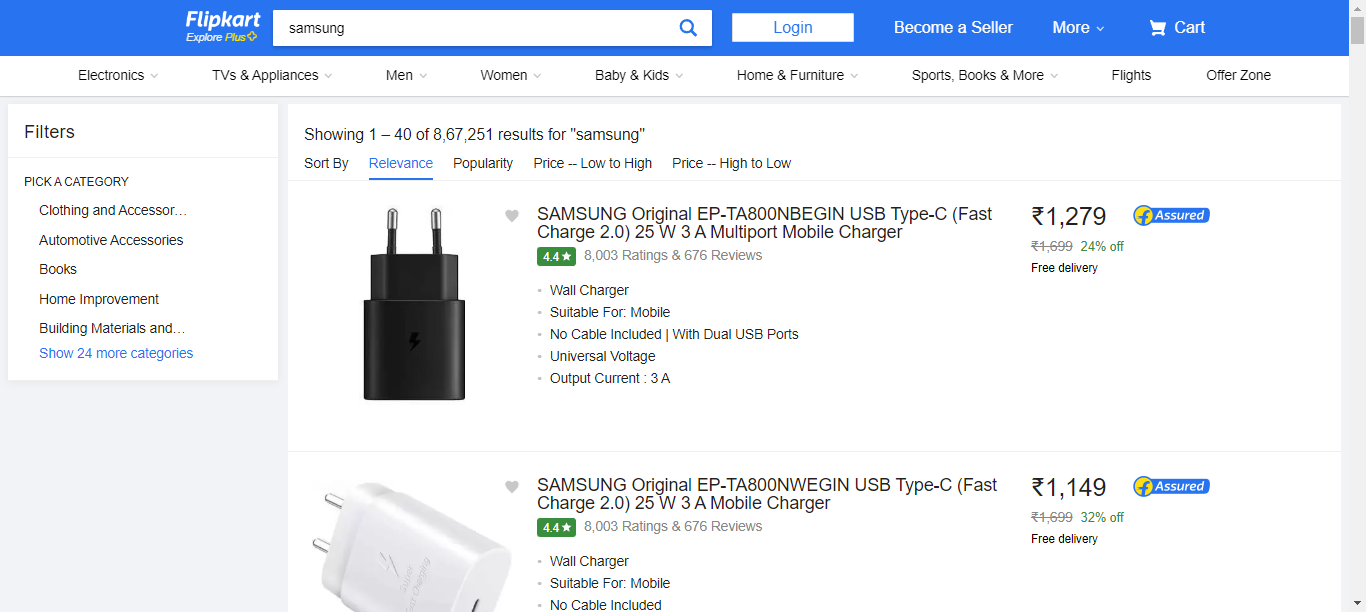 Flipkart
Explore Plus
samsung
Login
Become a Seller
More
Cart
Electronics
TVs & Appliances
Men
Women
Baby & Kids
Home & Furniture
Sports, Books & More
Flights
Offer Zone
Filters
PICK A CATEGORY
Clothing and Accessor…
Automotive Accessories
Books
Home Improvement
Building Materials and…
Show 24 more categories
Showing 1 – 40 of 8,67,251 results for "samsung"
Sort By
Relevance
Popularity
Price -- Low to High
Price -- High to Low
SAMSUNG Original EP-TA800NBEGIN USB Type-C (Fast
Charge 2.0) 25 W 3 A Multiport Mobile Charger
4.4★
8,003 Ratings & 676 Reviews
Wall Charger
Suitable For: Mobile
No Cable Included | With Dual USB Ports
Universal Voltage
Output Current : 3 A
₹1,279
Assured
₹1,699 24% off
Free delivery
SAMSUNG Original EP-TA800NWEGIN USB Type-C (Fast
Charge 2.0) 25 W 3 A Mobile Charger
4.4★
8,003 Ratings & 676 Reviews
Wall Charger
Suitable For: Mobile
No Cable Included
₹1,149
Assured
₹1,699 32% off
Free delivery